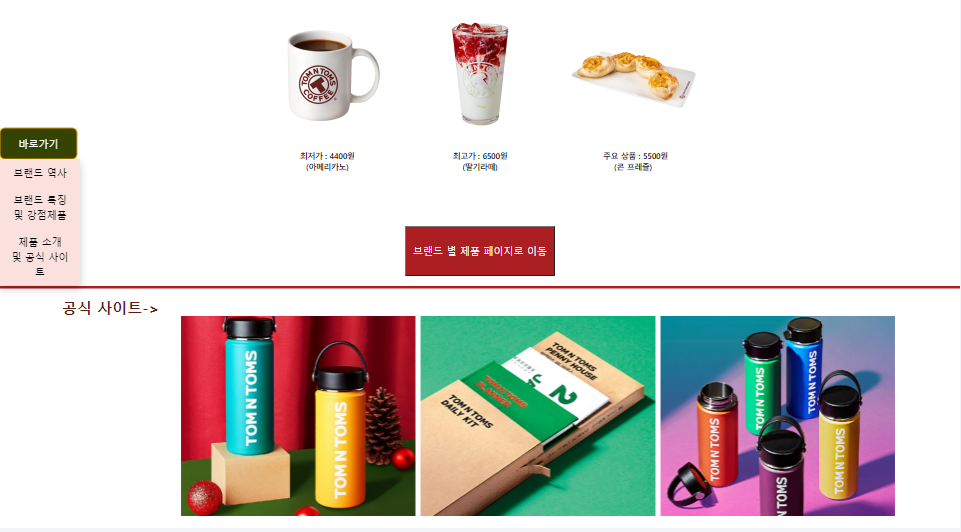 TOM N TOMS
COFFEE
최저가 : 4400원
(아메리카노)
최고가 : 6500원
(딸기라떼)
주요 상품 : 5500원
(콘 프레즐)
바로가기
브랜드 역사
브랜드 특징
및 강점제품
제품 소개
및 공식 사이
트
브랜드 별 제품 페이지로 이동
공식 사이트->
TOM N TOMS
TOM N TOMS
TOM N TOMS
PENNY HOUSE
TOM N TOMS
PLANNER
TOM N TOMS
DAILY KIT
TOM N TOMS
TOM N TOMS
TOM N TOMS
TOM N TOMS